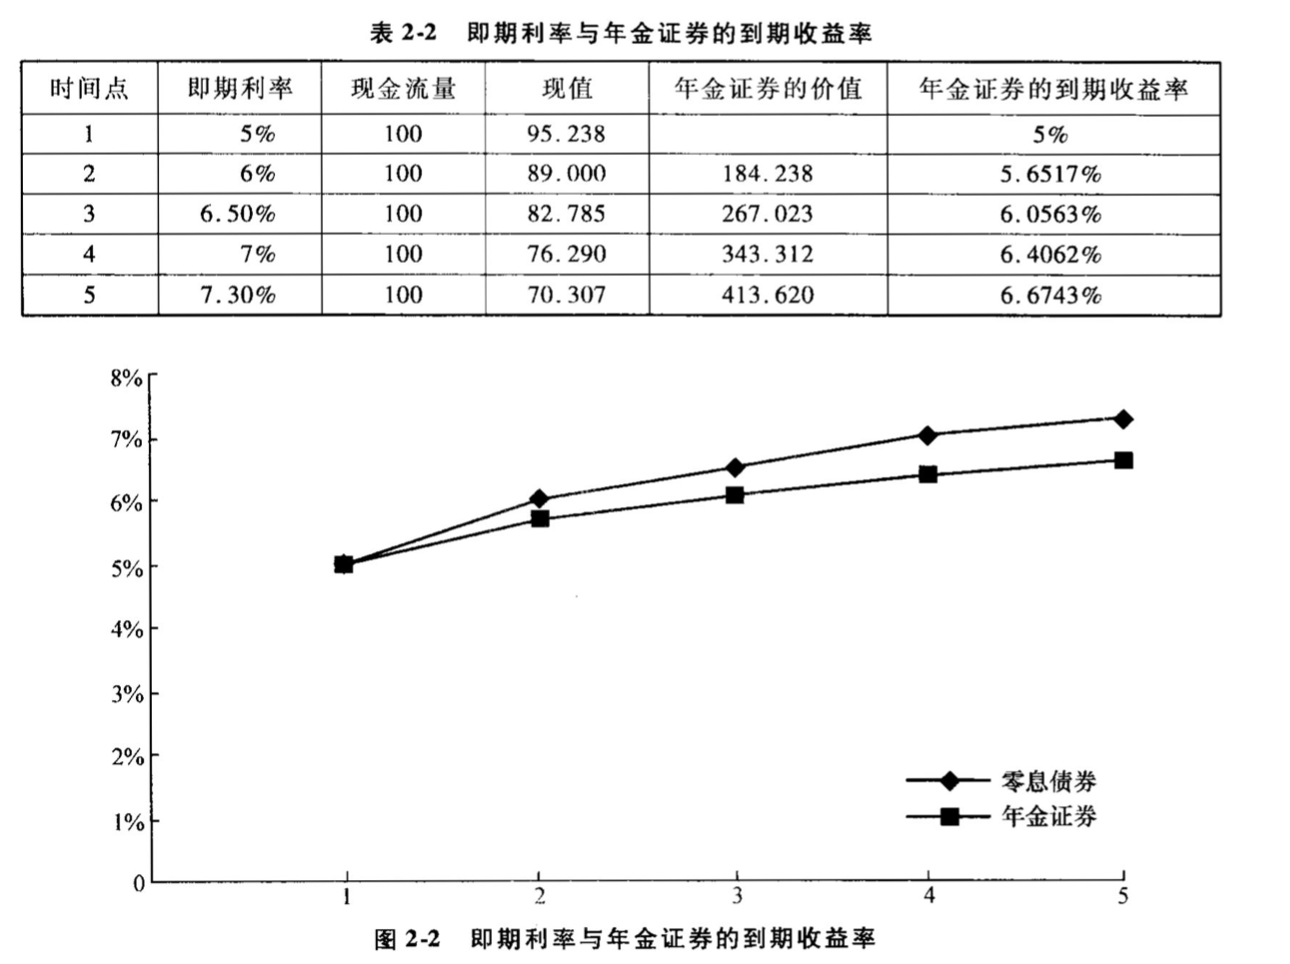 表 2-2 即期利率与年金证券的到期收益率
时间点 即期利率 现金流量 现值 年金证券的价值 年金证券的到期收益率
1 5% 100 95.238 5%
2 6% 100 89.000 184.238 5.6517%
3 6.50% 100 82.785 267.023 6.0563%
4 7% 100 76.290 343.312 6.4062%
5 7.30% 100 70.307 413.620 6.6743%
8%
7%
6%
5%
4%
3%
2%
1%
0
零息债券
年金证券
1 2 3 4 5
图 2-2 即期利率与年金证券的到期收益率